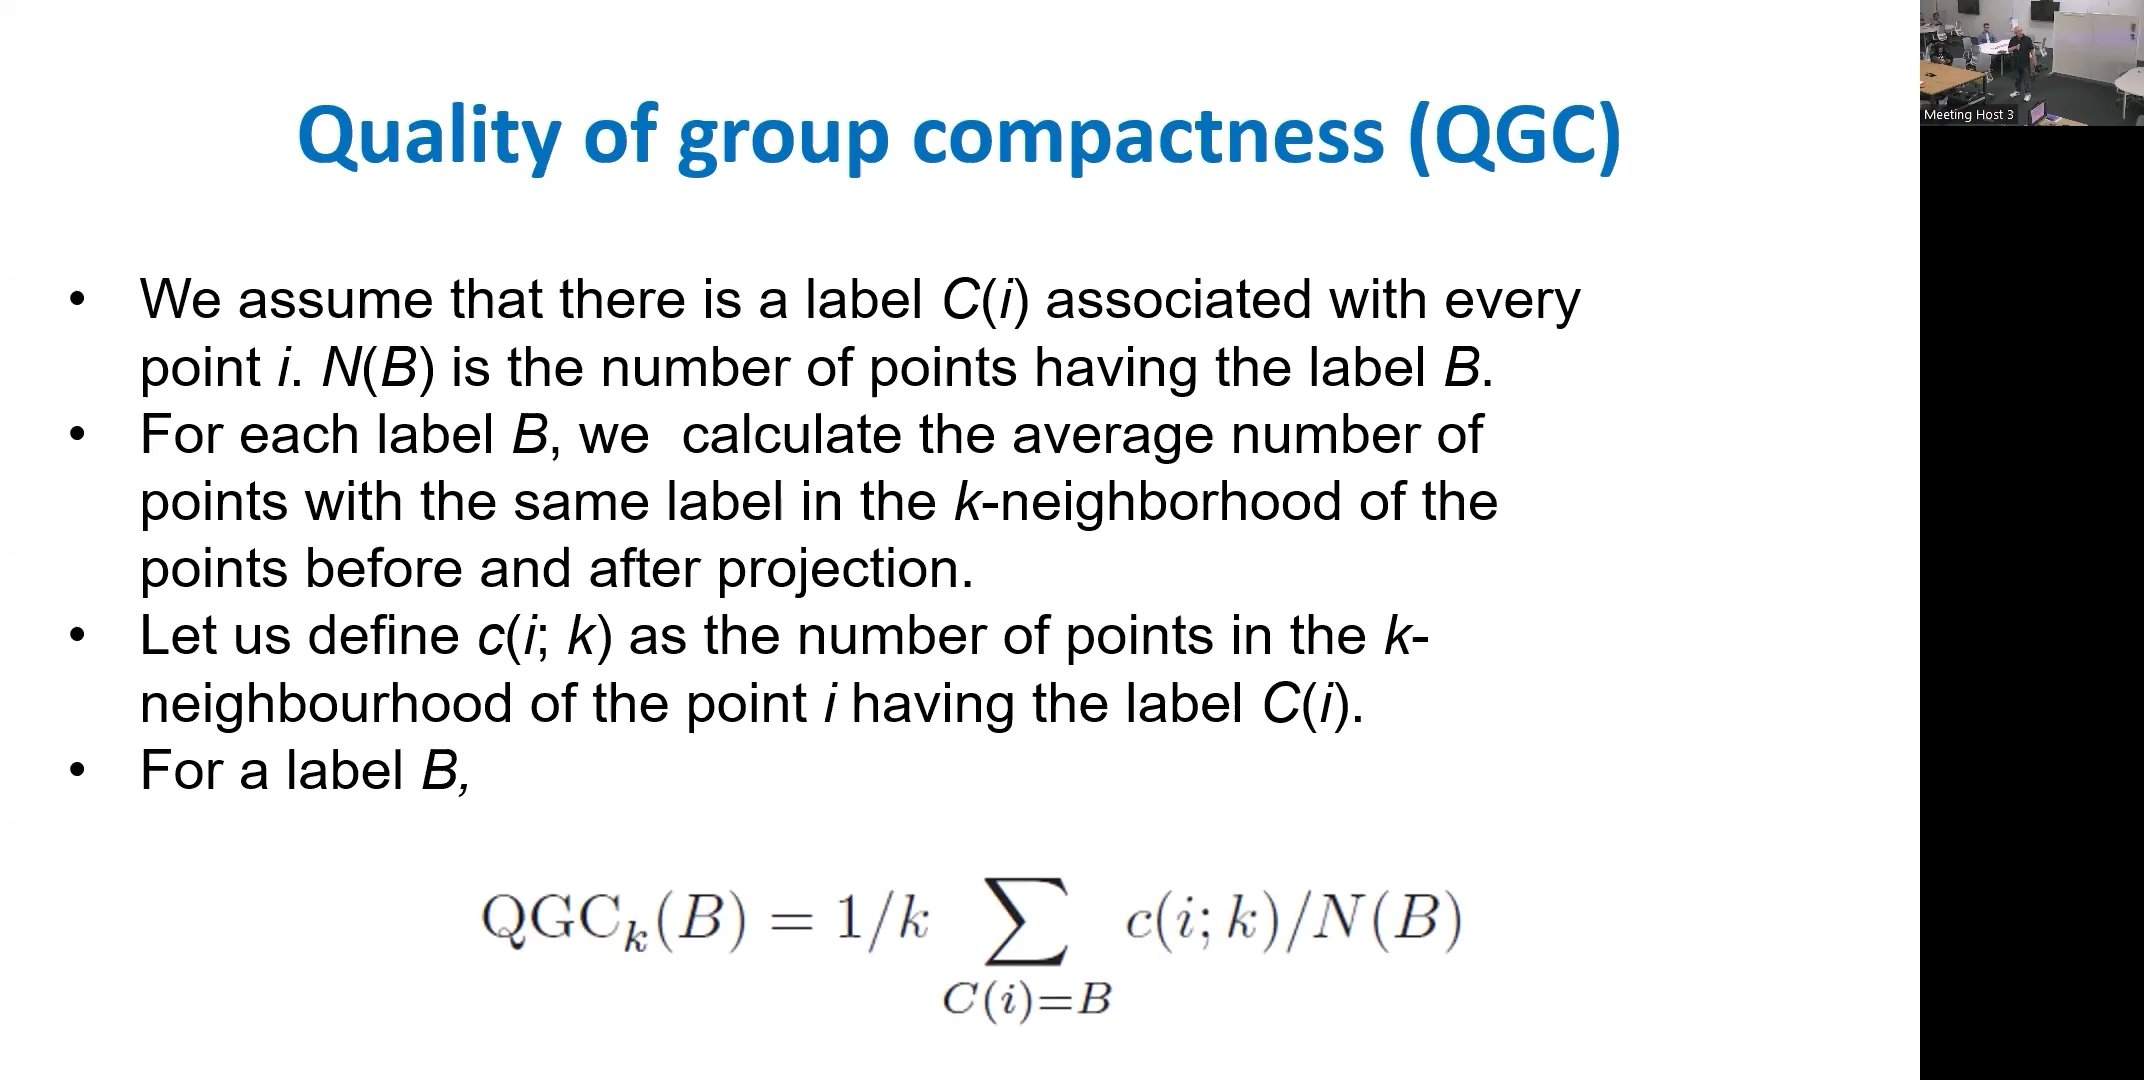 Quality of group compactness (QGC)
• We assume that there is a label C(i) associated with every
point i. N(B) is the number of points having the label B.
• For each label B, we  calculate the average number of
points with the same label in the k-neighborhood of the
points before and after projection.
• Let us define c(i; k) as the number of points in the k-
neighbourhood of the point i having the label C(i).
• For a label B,
QGCₖ(B) = 1/k ∑ c(i; k)/N(B)
C(i)=B
Meeting Host 3